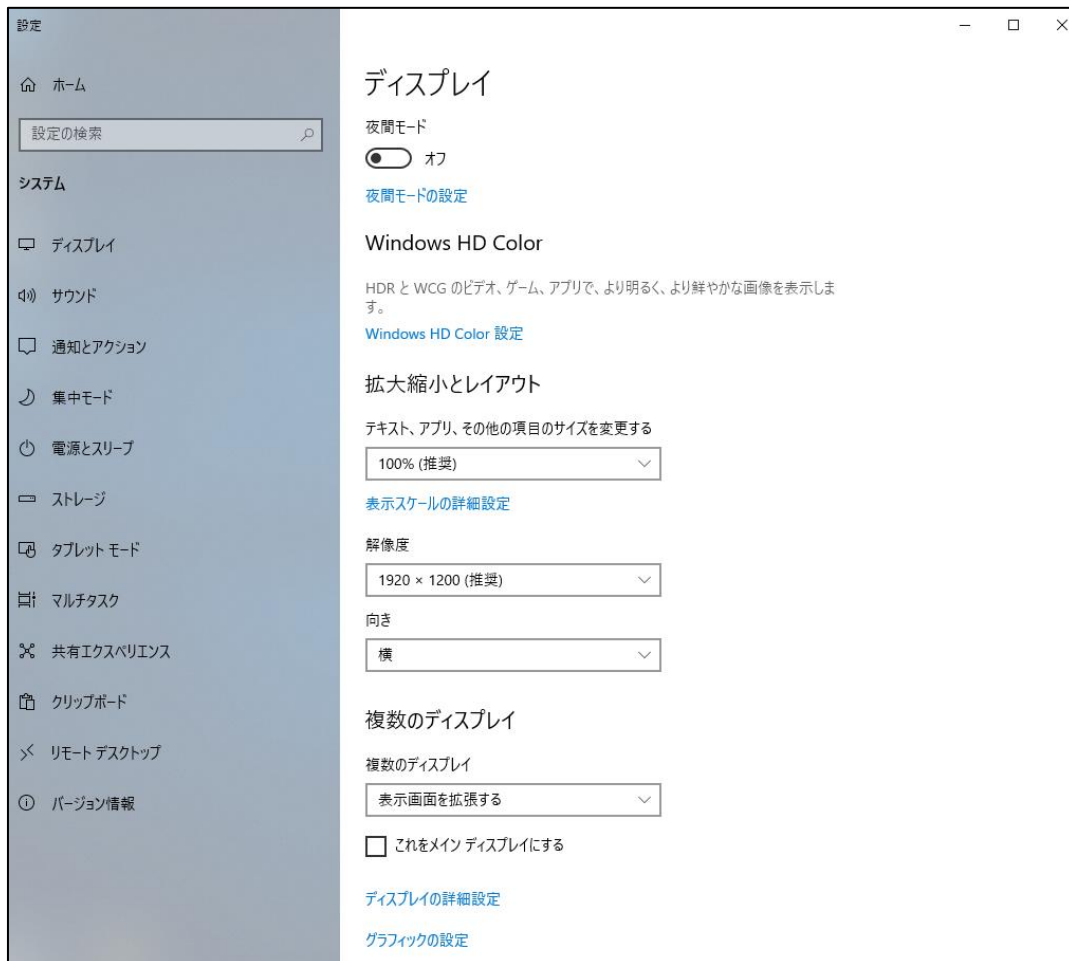 設定
ホーム
設定の検索
システム
ディスプレイ
サウンド
通知とアクション
集中モード
電源とスリープ
ストレージ
タブレット モード
マルチタスク
共有エクスペリエンス
クリップボード
リモート デスクトップ
バージョン情報
ディスプレイ
夜間モード
オフ
夜間モードの設定
Windows HD Color
HDR と WCG のビデオ、ゲーム、アプリで、より明るく、より鮮やかな画像を表示しま
す。
Windows HD Color 設定
拡大縮小とレイアウト
テキスト、アプリ、その他の項目のサイズを変更する
100% (推奨)
表示スケールの詳細設定
解像度
1920 × 1200 (推奨)
向き
横
複数のディスプレイ
複数のディスプレイ
表示画面を拡張する
これをメイン ディスプレイにする
ディスプレイの詳細設定
グラフィックの設定